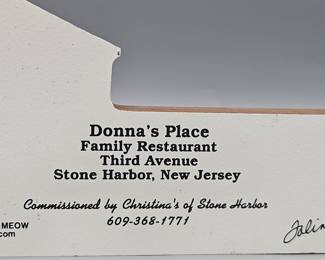 Donna's Place
Family Restaurant
Third Avenue
Stone Harbor, New Jersey
Commissioned by Christina's of Stone Harbor
609-368-1771
MEOW
com